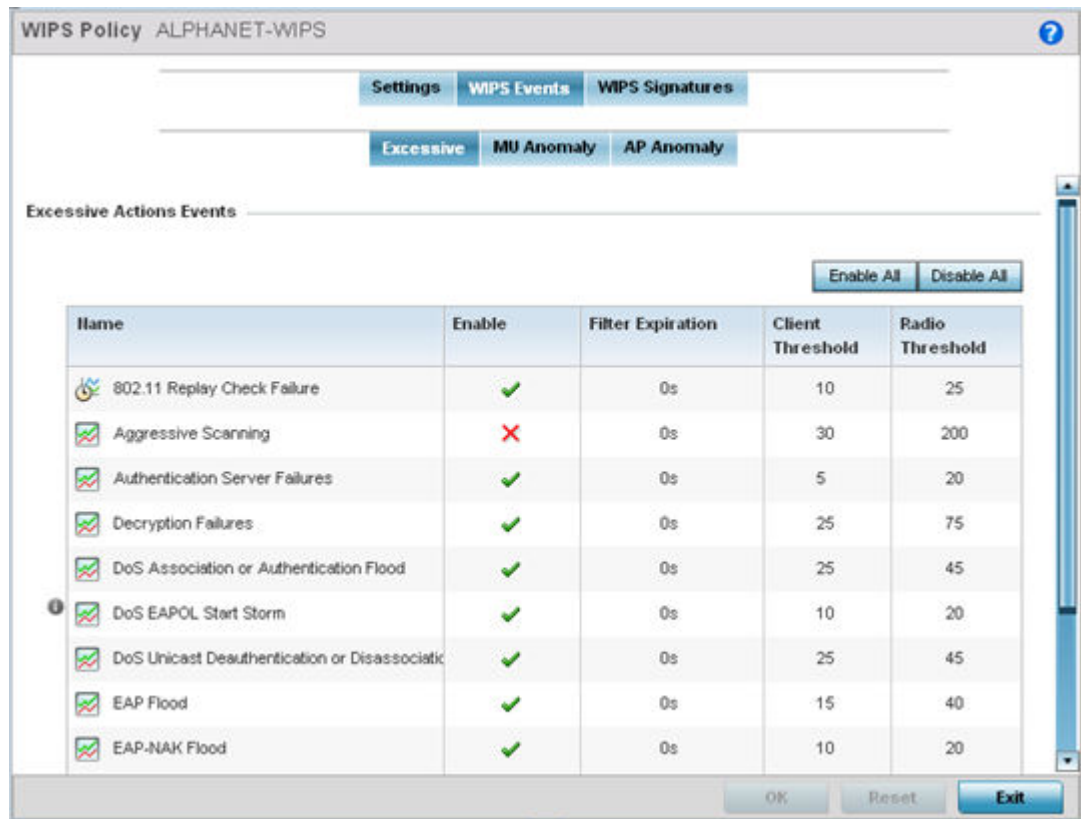 WIPS Policy ALPHANET-WIPS ?
Settings WIPS Events WIPS Signatures
Excessive MU Anomaly AP Anomaly
Excessive Actions Events
Enable All Disable All
Name Enable Filter Expiration Client Threshold Radio Threshold
802.11 Replay Check Failure 0s 10 25
Aggressive Scanning 0s 30 200
Authentication Server Failures 0s 5 20
Decryption Failures 0s 25 75
DoS Association or Authentication Flood 0s 25 45
DoS EAPOL Start Storm 0s 10 20
DoS Unicast Deauthentication or Disassociatic 0s 25 45
EAP Flood 0s 15 40
EAP-NAK Flood 0s 10 20
OK Reset Exit